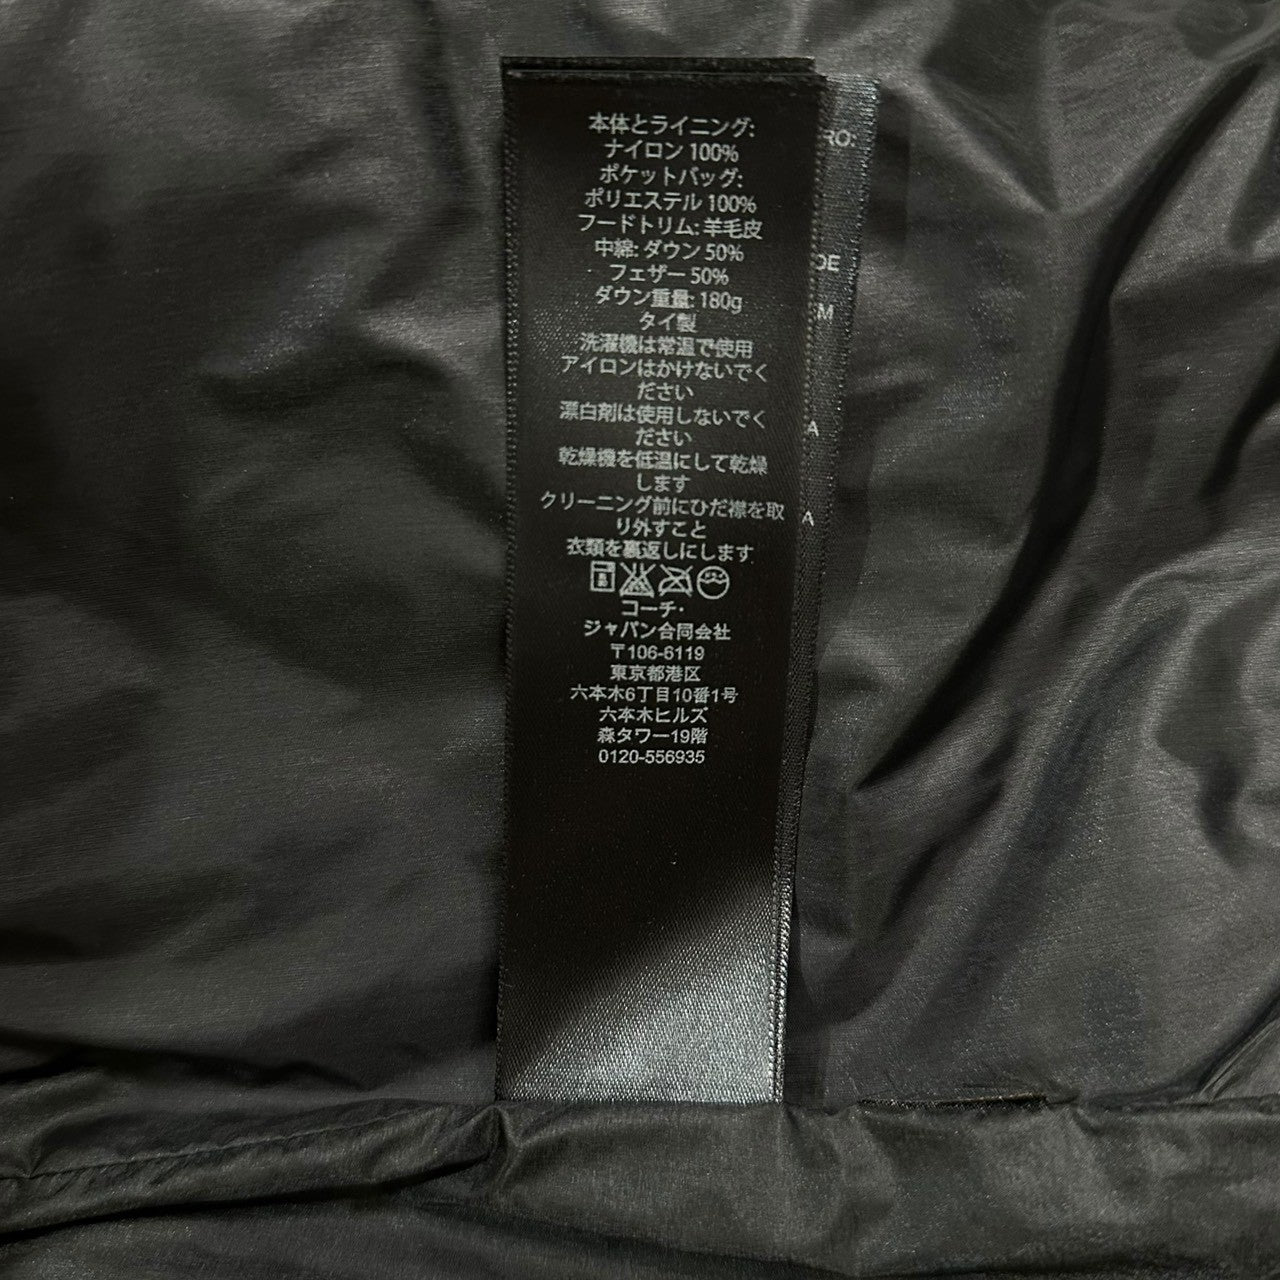 本体とライニング:
ナイロン 100%
ポケットバッグ:
ポリエステル 100%
フードトリム: 羊毛皮
中綿: ダウン 50%
フェザー 50%
ダウン重量: 180g
タイ製
洗濯機は常温で使用
アイロンはかけないでく
ださい
漂白剤は使用しないでく
ださい
乾燥機を低温にして乾燥
します
クリーニング前にひだ襟を取
り外すこと
衣類を裏返しにします
コーチ・
ジャパン合同会社
〒106-6119
東京都港区
六本木6丁目10番1号
六本木ヒルズ
森タワー19階
0120-556935
RO:
DE
M
A
A